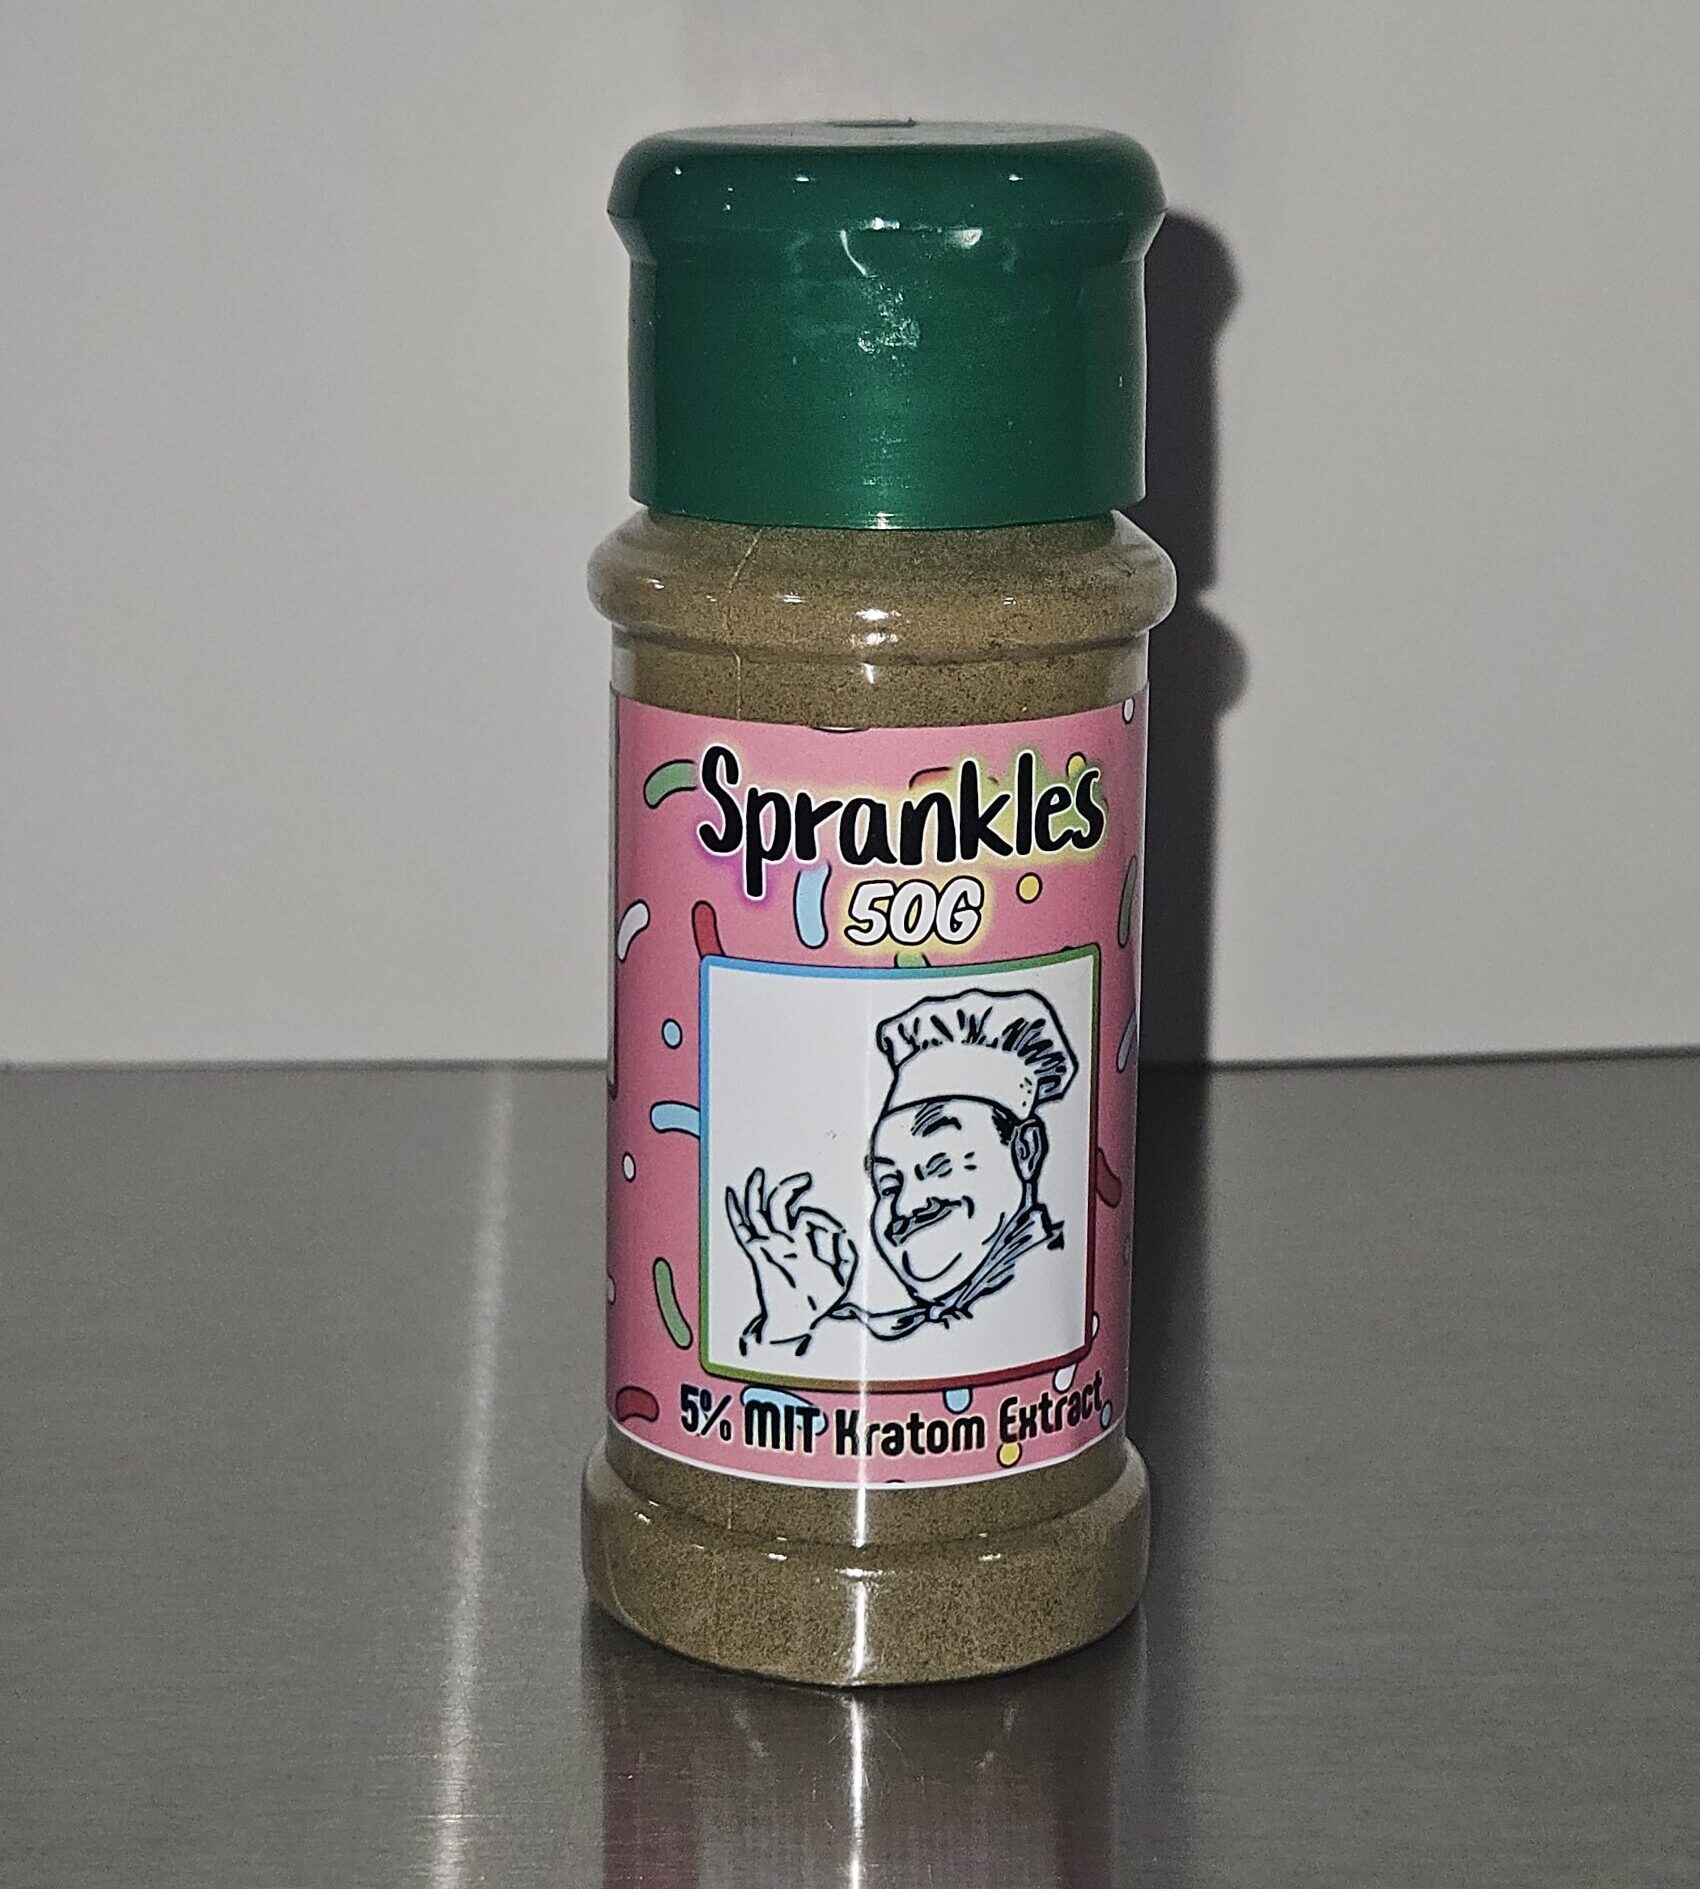 Sprankles
50G
5% MIT Kratom Extract